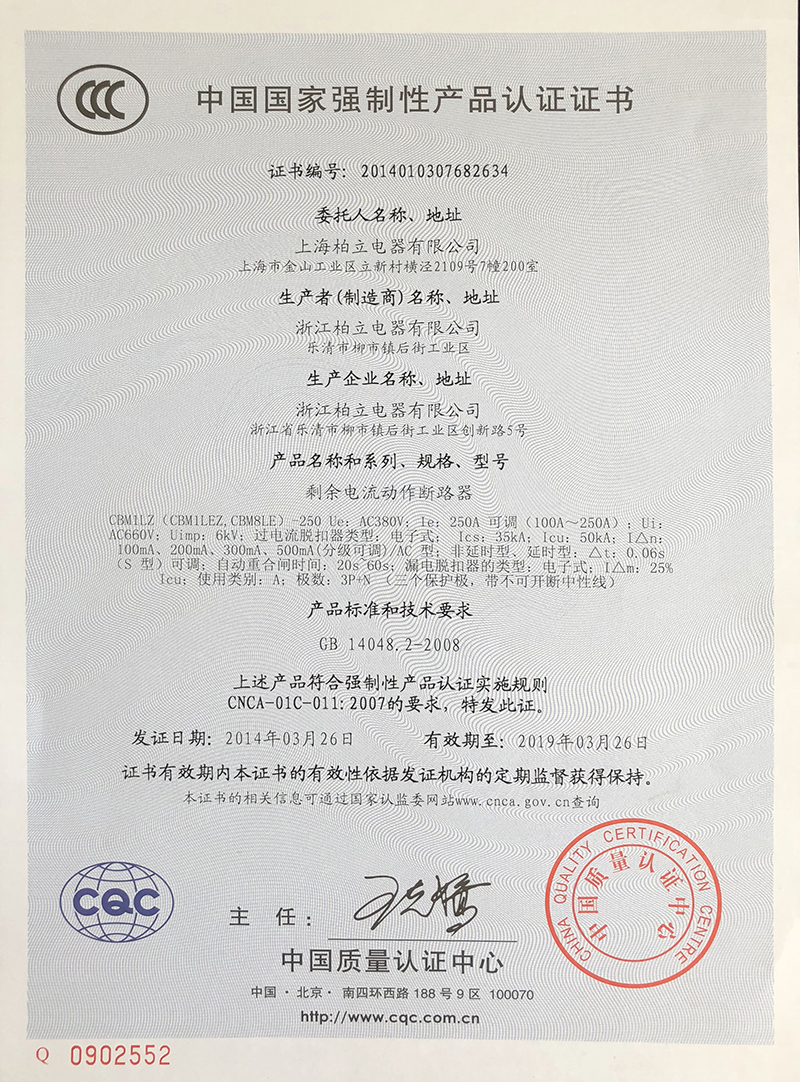 中国国家强制性产品认证证书
证书编号: 2014010307682634
委托人名称、地址
上海柏立电器有限公司
上海市金山工业区立新村横泾2109号7幢200室
生产者(制造商)名称、地址
浙江柏立电器有限公司
乐清市柳市镇后街工业区
生产企业名称、地址
浙江柏立电器有限公司
浙江省乐清市柳市镇后街工业区创新路5号
产品名称和系列、规格、型号
剩余电流动作断路器
CBM1LZ(CBM1LEZ,CBM8LE)-250 Ue: AC380V; Ie: 250A 可调(100A～250A); Ui:
AC660V; Uimp: 6kV; 过电流脱扣器类型: 电子式; Ics: 35kA; Icu: 50kA; I△n:
100mA、200mA、300mA、500mA(分级可调)/AC 型; 非延时型、延时型: △t: 0.06s
(S 型)可调; 自动重合闸时间: 20s~60s; 漏电脱扣器的类型: 电子式; I△m: 25%
Icu; 使用类别: A; 极数: 3P+N (三个保护极, 带不可开断中性线)
产品标准和技术要求
GB 14048.2-2008
上述产品符合强制性产品认证实施规则
CNCA-01C-011:2007的要求, 特发此证。
发证日期: 2014年03月26日 有效期至: 2019年03月26日
证书有效期内本证书的有效性依据发证机构的定期监督获得保持。
本证书的相关信息可通过国家认监委网站www.cnca.gov.cn查询
CQC
主 任:
CHINA QUALITY CERTIFICATION CENTRE
中国质量认证中心
中国质量认证中心
中国·北京· 南四环西路 188 号 9 区 100070
http://www.cqc.com.cn
Q 0902552